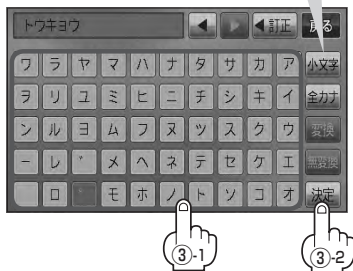 トウキョウ ◀ ▶ ◀訂正 戻る
ワ ラ ヤ マ ハ ナ タ サ カ ア 小文字
ヲ リ ユ ミ ヒ ニ チ シ キ イ 全カナ
ン ル ヨ ム フ ヌ ツ ス ク ウ 変換
ー レ ゛ メ ヘ ネ テ セ ケ エ 無変換
ロ ゜ モ ホ ノ ト ソ コ オ 決定
③-1 ③-2